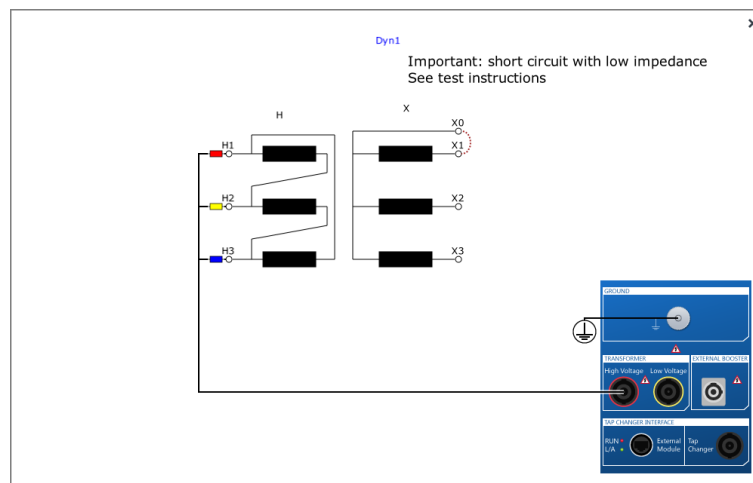 x
Dyn1
Important: short circuit with low impedance
See test instructions
H
X
X0
H1
X1
H2
X2
H3
X3
GROUND
TRANSFORMER
EXTERNAL BOOSTER
High Voltage
Low Voltage
TAP CHANGER INTERFACE
RUN
L/A
External
Module
Tap
Changer